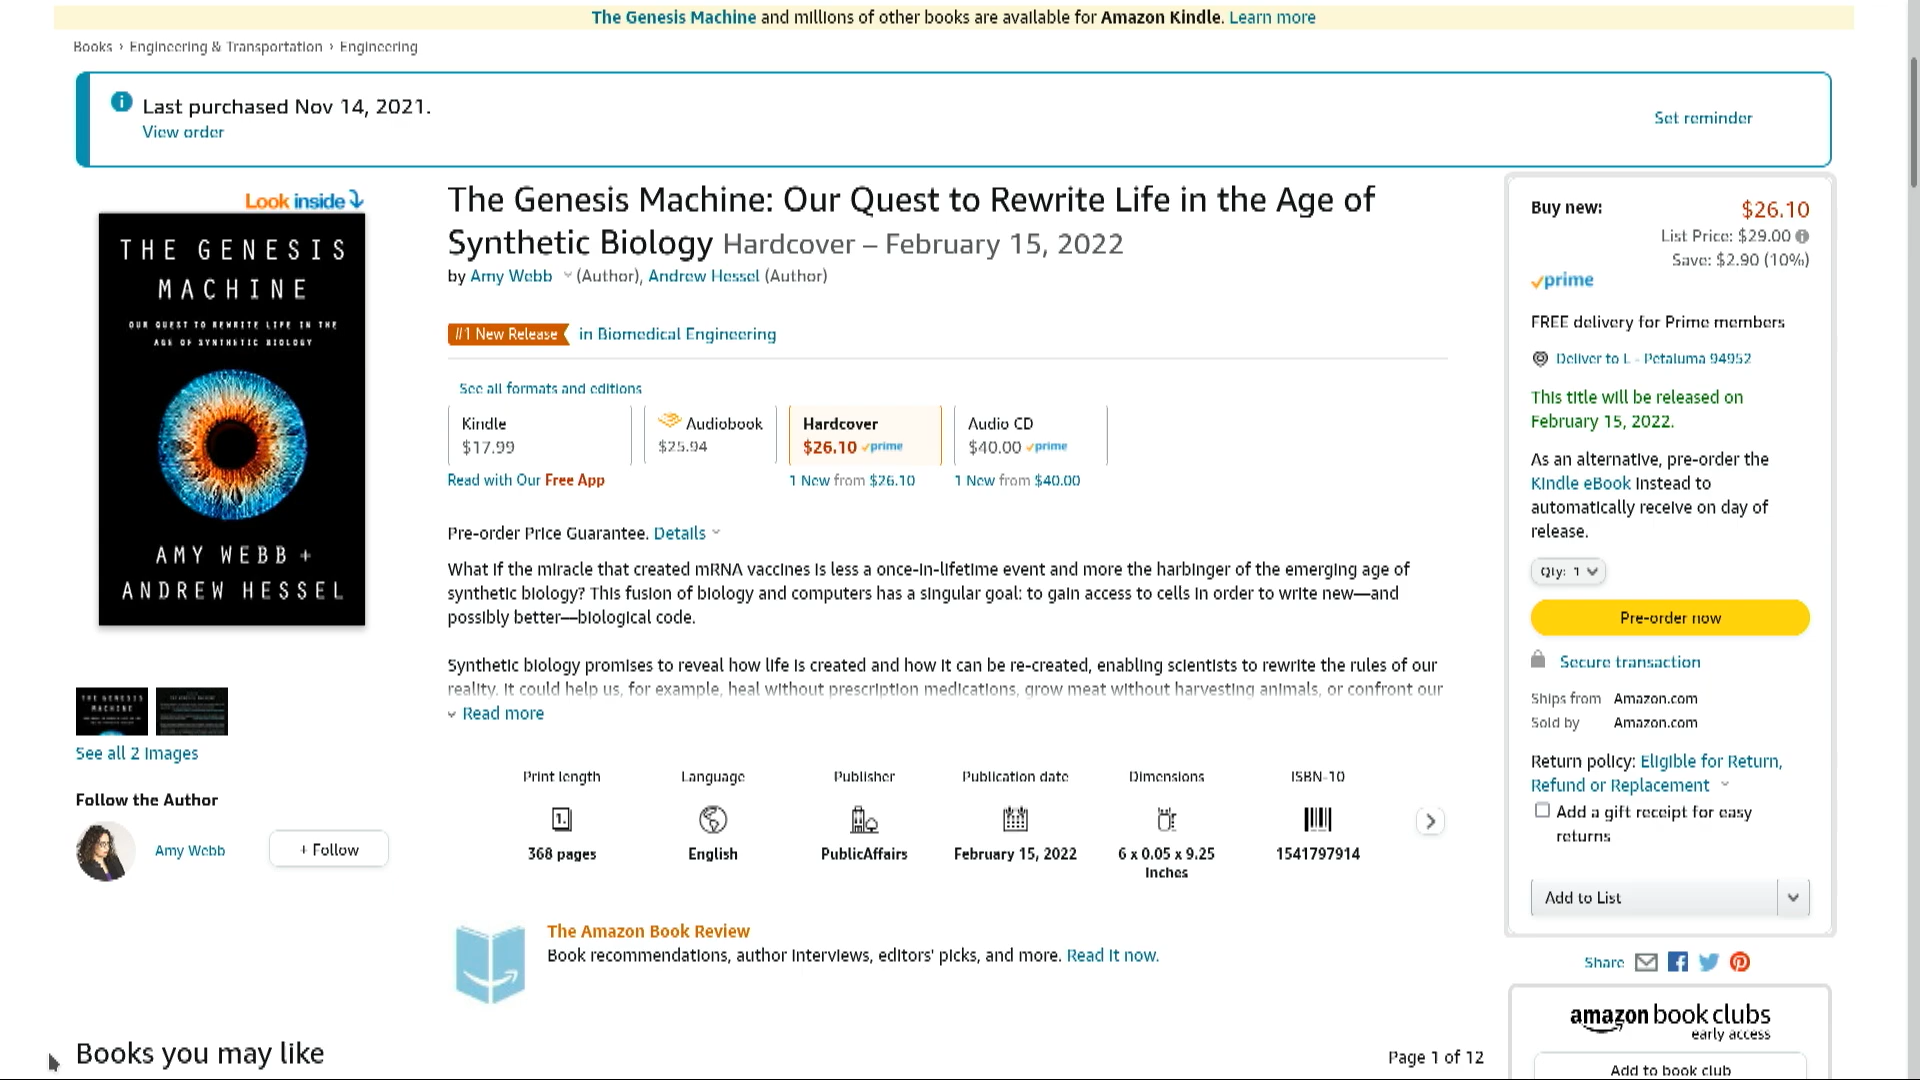 The Genesis Machine and millions of other books are available for Amazon Kindle. Learn more
Books › Engineering & Transportation › Engineering
Last purchased Nov 14, 2021.
View order
Set reminder
Look inside
THE GENESIS
MACHINE
OUR QUEST TO REWRITE LIFE IN THE
AGE OF SYNTHETIC BIOLOGY
AMY WEBB +
ANDREW HESSEL
See all 2 images
Follow the Author
Amy Webb
+ Follow
The Genesis Machine: Our Quest to Rewrite Life in the Age of
Synthetic Biology Hardcover – February 15, 2022
by Amy Webb (Author), Andrew Hessel (Author)
#1 New Release in Biomedical Engineering
See all formats and editions
Kindle
$17.99
Audiobook
$25.94
Hardcover
$26.10 prime
Audio CD
$40.00 prime
Read with Our Free App
1 New from $26.10
1 New from $40.00
Pre-order Price Guarantee. Details
What if the miracle that created mRNA vaccines is less a once-in-lifetime event and more the harbinger of the emerging age of
synthetic biology? This fusion of biology and computers has a singular goal: to gain access to cells in order to write new—and
possibly better—biological code.
Synthetic biology promises to reveal how life is created and how it can be re-created, enabling scientists to rewrite the rules of our
reality. It could help us, for example, heal without prescription medications, grow meat without harvesting animals, or confront our
Read more
Print length
368 pages
Language
English
Publisher
PublicAffairs
Publication date
February 15, 2022
Dimensions
6 x 0.05 x 9.25
inches
ISBN-10
1541797914
The Amazon Book Review
Book recommendations, author interviews, editors' picks, and more. Read it now.
Buy new:
$26.10
List Price: $29.00
Save: $2.90 (10%)
prime
FREE delivery for Prime members
Deliver to L - Petaluma 94952
This title will be released on
February 15, 2022.
As an alternative, pre-order the
Kindle eBook instead to
automatically receive on day of
release.
Qty: 1
Pre-order now
Secure transaction
Ships from Amazon.com
Sold by Amazon.com
Return policy: Eligible for Return,
Refund or Replacement
Add a gift receipt for easy
returns
Add to List
Share
amazon book clubs
early access
Add to book club
Books you may like
Page 1 of 12